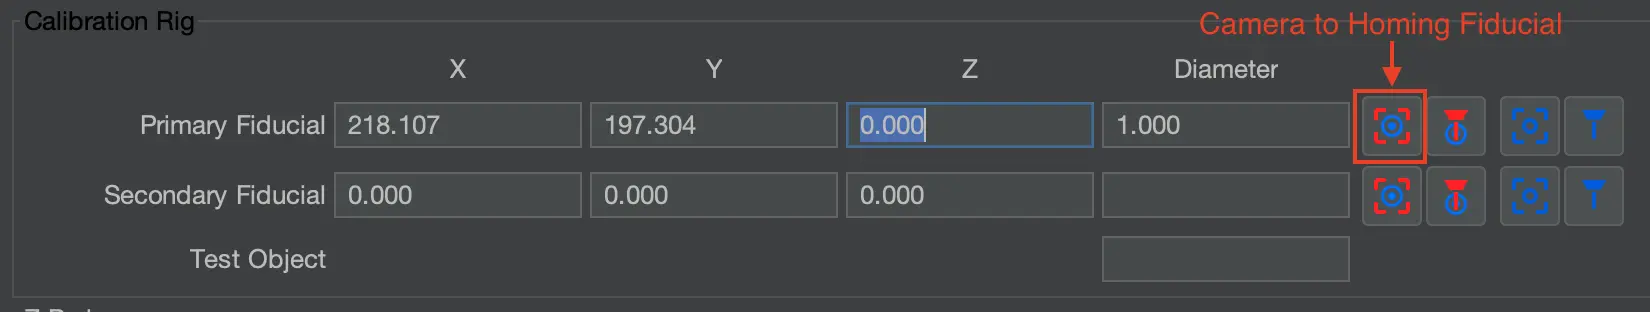 Calibration Rig
Camera to Homing Fiducial
X Y Z Diameter
Primary Fiducial 218.107 197.304 0.000 1.000
Secondary Fiducial 0.000 0.000 0.000
Test Object